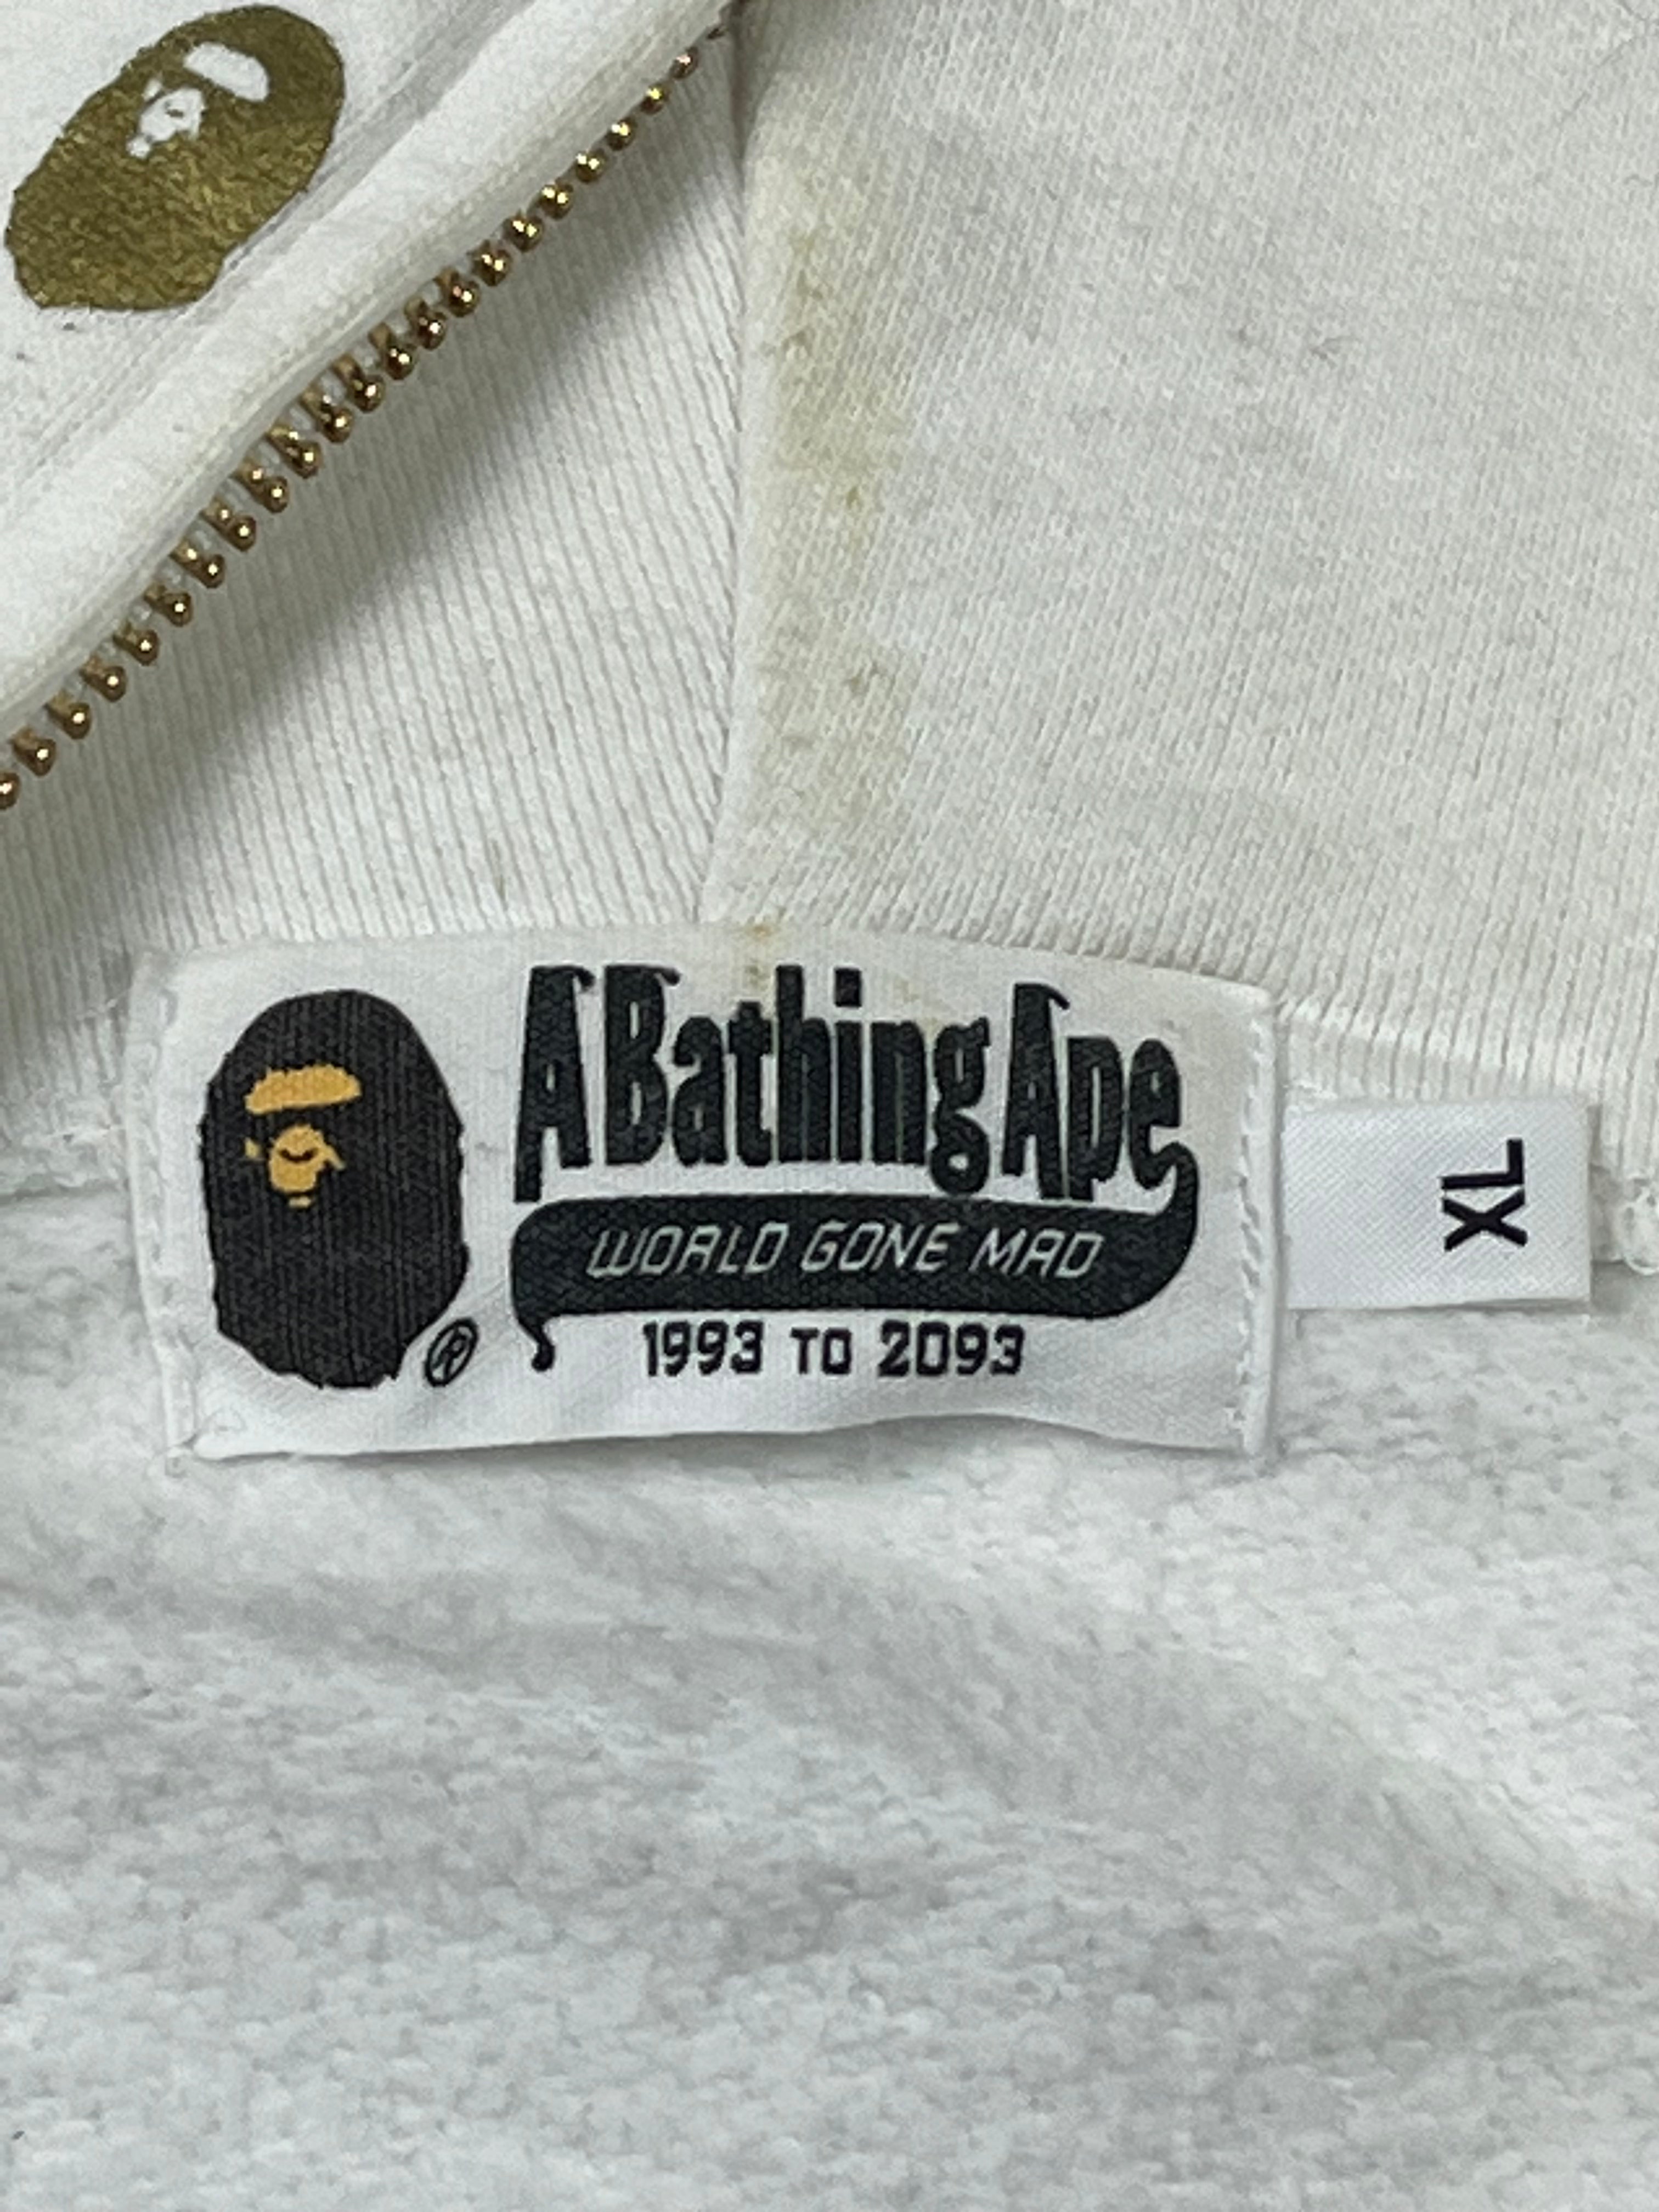 A Bathing Ape
WORLD GONE MAD
1993 TO 2093
®
XL